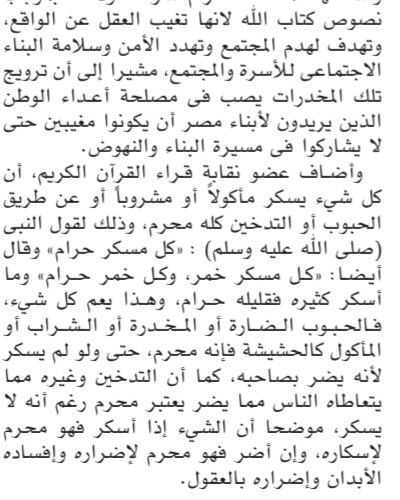 نصوص كتاب الله لانها تغيب العقل عن الواقع،
وتهدف لهدم المجتمع وتهدد الأمن وسلامة البناء
الاجتماعى للأسرة والمجتمع، مشيرا إلى أن ترويج
تلك المخدرات يصب فى مصلحة أعداء الوطن
الذين يريدون لأبناء مصر أن يكونوا مغيبين حتى
لا يشاركوا فى مسيرة البناء والنهوض.
وأضاف عضو نقابة قراء القرآن الكريم، أن
كل شيء يسكر مأكولاً أو مشروباً أو عن طريق
الحبوب أو التدخين كله محرم، وذلك لقول النبى
(صلى الله عليه وسلم) : «كل مسكر حرام» وقال
أيضا: «كل مسكر خمر، وكل خمر حرام» وما
أسكر كثيره فقليله حرام، وهذا يعم كل شيء،
فالحبوب الضارة أو المخدرة أو الشراب أو
المأكول كالحشيشة فإنه محرم، حتى ولو لم يسكر
لأنه يضر بصاحبه، كما أن التدخين وغيره مما
يتعاطاه الناس مما يضر يعتبر محرم رغم أنه لا
يسكر، موضحا أن الشيء إذا أسكر فهو محرم
لإسكاره، وإن أضر فهو محرم لإضراره وإفساده
الأبدان وإضراره بالعقول.